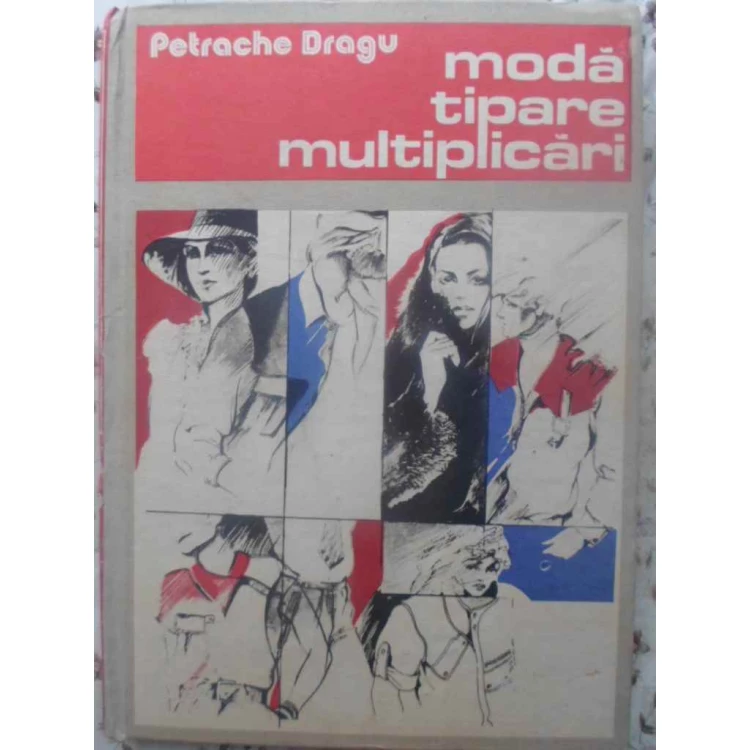 Petrache Dragu
modă
tipare
multiplicări